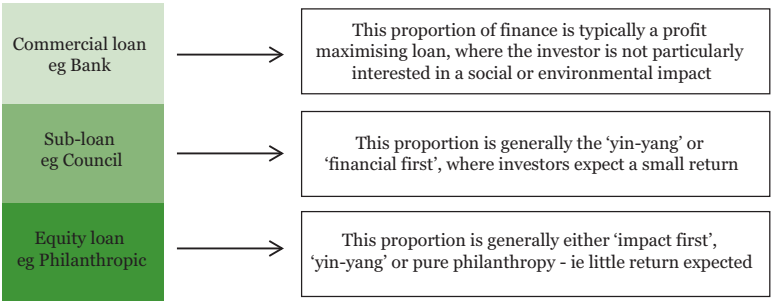 Commercial loan
eg Bank
This proportion of finance is typically a profit
maximising loan, where the investor is not particularly
interested in a social or environmental impact
Sub-loan
eg Council
This proportion is generally the ‘yin-yang’ or
‘financial first’, where investors expect a small return
Equity loan
eg Philanthropic
This proportion is generally either ‘impact first’,
‘yin-yang’ or pure philanthropy - ie little return expected